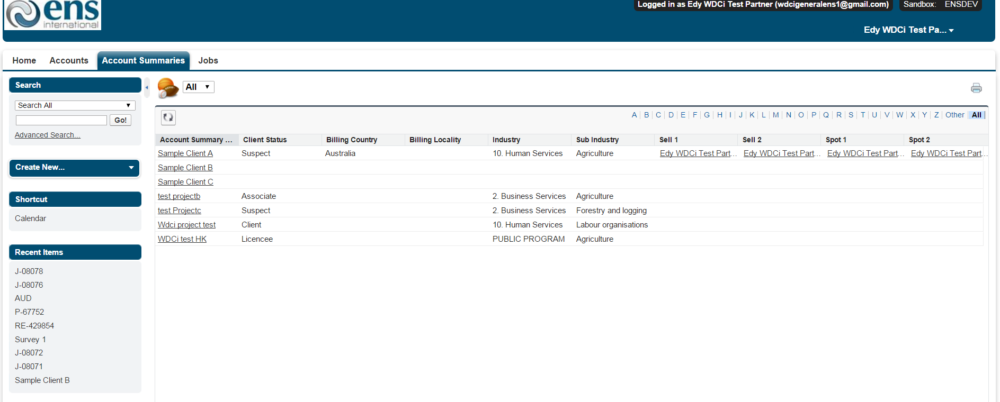 ens
international
Logged in as Edy WDCi Test Partner (wdcigeneralens1@gmail.com) Sandbox: ENSDEV
Edy WDCi Test Pa...
Home Accounts Account Summaries Jobs
Search
Search All
Go!
Advanced Search...
Create New...
Shortcut
Calendar
Recent Items
J-08078
J-08076
AUD
P-67752
RE-429854
Survey 1
J-08072
J-08071
Sample Client B
All
A B C D E F G H I J K L M N O P Q R S T U V W X Y Z Other All
Account Summary ... Client Status Billing Country Billing Locality Industry Sub Industry Sell 1 Sell 2 Spot 1 Spot 2
Sample Client A Suspect Australia 10. Human Services Agriculture Edy WDCi Test Part... Edy WDCi Test Part... Edy WDCi Test Part... Edy WDCi Test Part...
Sample Client B
Sample Client C
test projectb Associate 2. Business Services Agriculture
test Projectc Suspect 2. Business Services Forestry and logging
Wdci project test Client 10. Human Services Labour organisations
WDCi test HK Licencee PUBLIC PROGRAM Agriculture